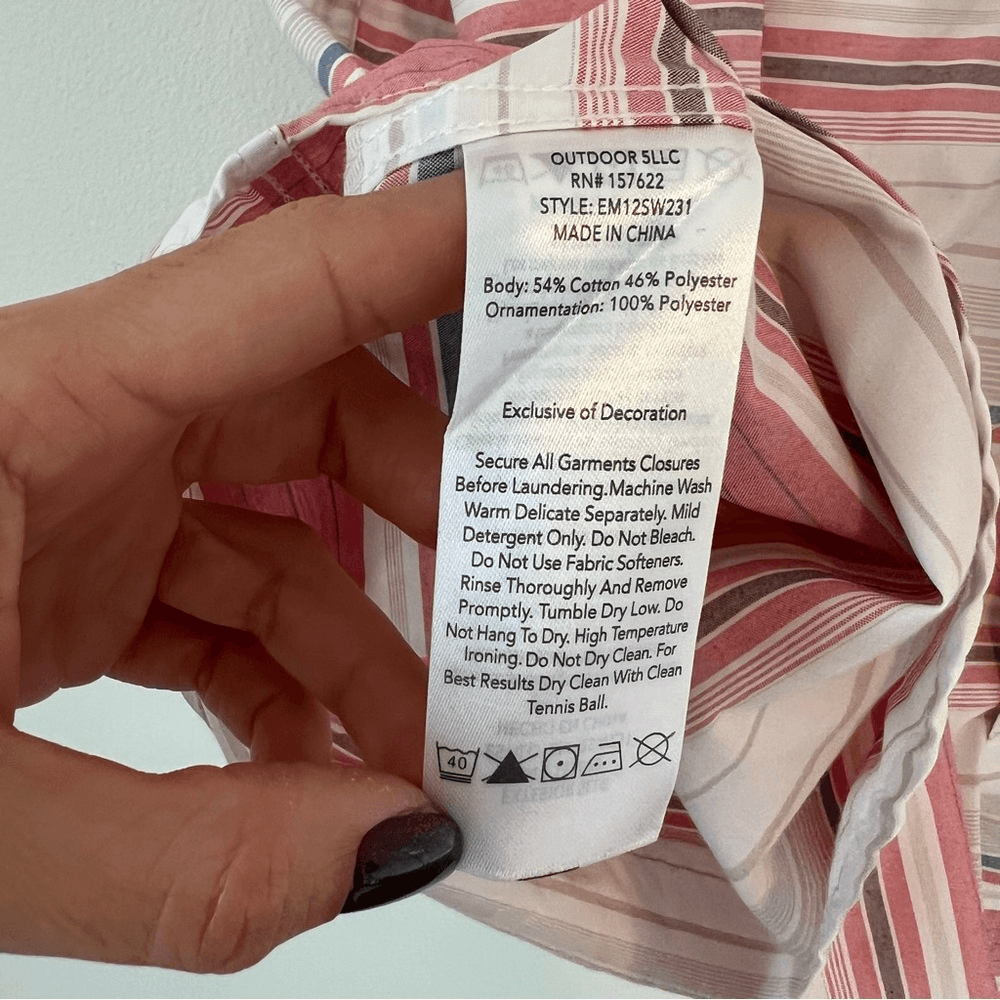 OUTDOOR 5LLC
RN# 157622
STYLE: EM12SW231
MADE IN CHINA
Body: 54% Cotton 46% Polyester
Ornamentation: 100% Polyester
Exclusive of Decoration
Secure All Garments Closures
Before Laundering.Machine Wash
Warm Delicate Separately. Mild
Detergent Only. Do Not Bleach.
Do Not Use Fabric Softeners.
Rinse Thoroughly And Remove
Promptly. Tumble Dry Low. Do
Not Hang To Dry. High Temperature
Ironing. Do Not Dry Clean. For
Best Results Dry Clean With Clean
Tennis Ball.
40